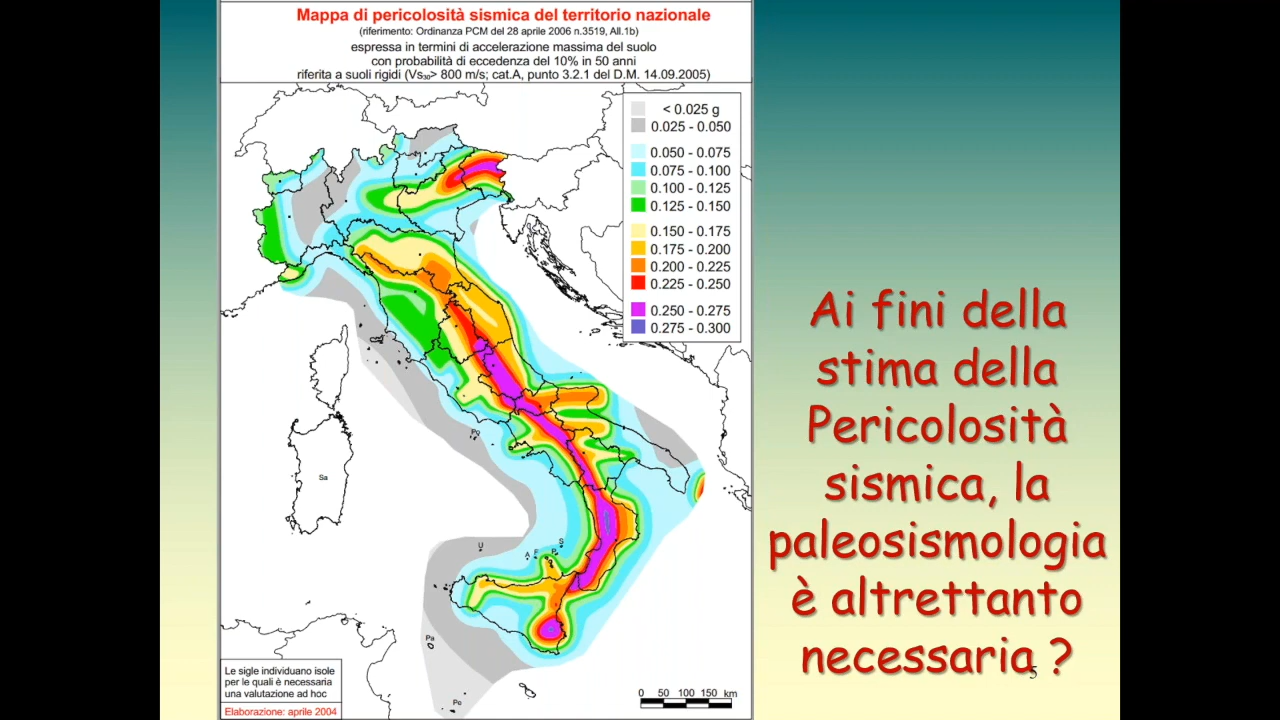 Mappa di pericolosità sismica del territorio nazionale
(riferimento: Ordinanza PCM del 28 aprile 2006 n.3519, All.1b)
espressa in termini di accelerazione massima del suolo
con probabilità di eccedenza del 10% in 50 anni
riferita a suoli rigidi (Vs30> 800 m/s; cat.A, punto 3.2.1 del D.M. 14.09.2005)
< 0.025 g
0.025 - 0.050
0.050 - 0.075
0.075 - 0.100
0.100 - 0.125
0.125 - 0.150
0.150 - 0.175
0.175 - 0.200
0.200 - 0.225
0.225 - 0.250
0.250 - 0.275
0.275 - 0.300
Sa
U
S
A
F
P
Pa
Pe
Le sigle individuano isole
per le quali è necessaria
una valutazione ad hoc
Elaborazione: aprile 2004
0 50 100 150 km
Ai fini della
stima della
Pericolosità
sismica, la
paleosismologia
è altrettanto
necessaria ?
5